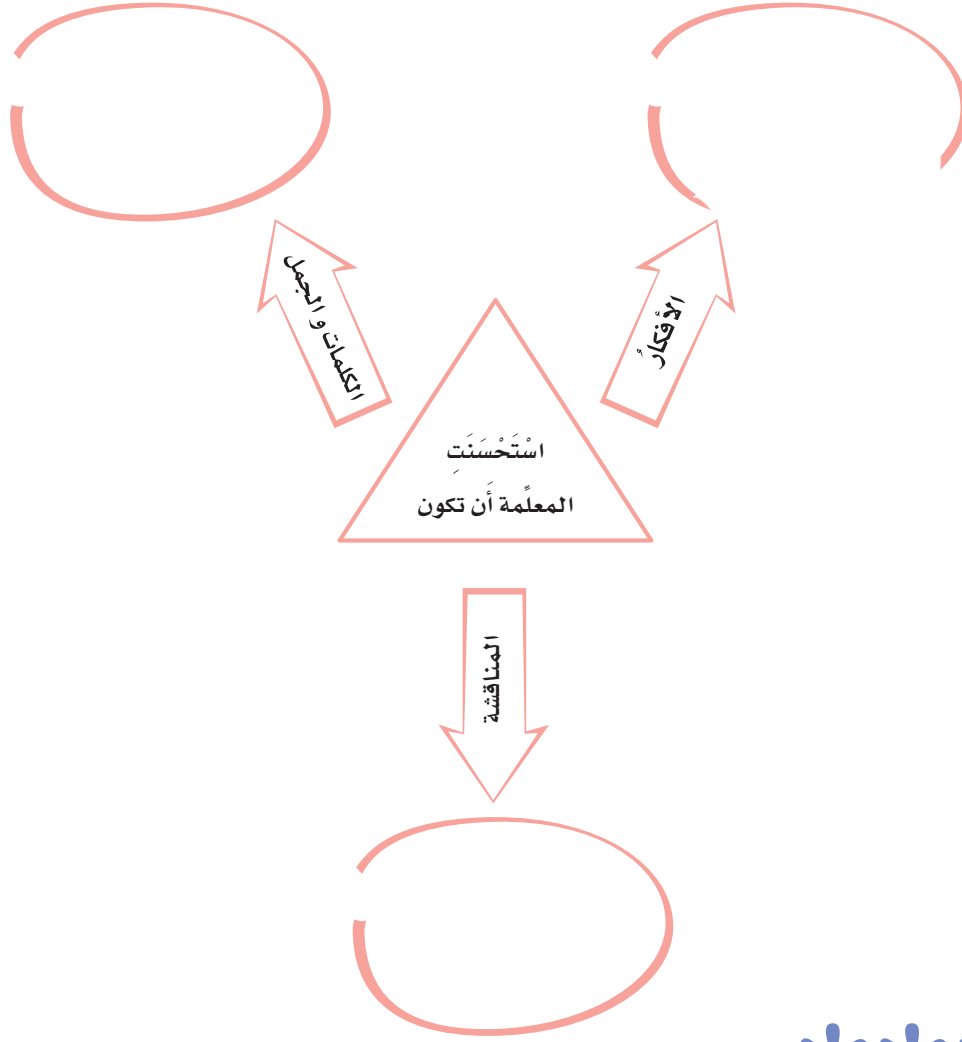 الأفكارُ
الكلمات و الجمل
اسْتَحْسَنَتِ
المعلِّمة أَن تكون
المناقشة